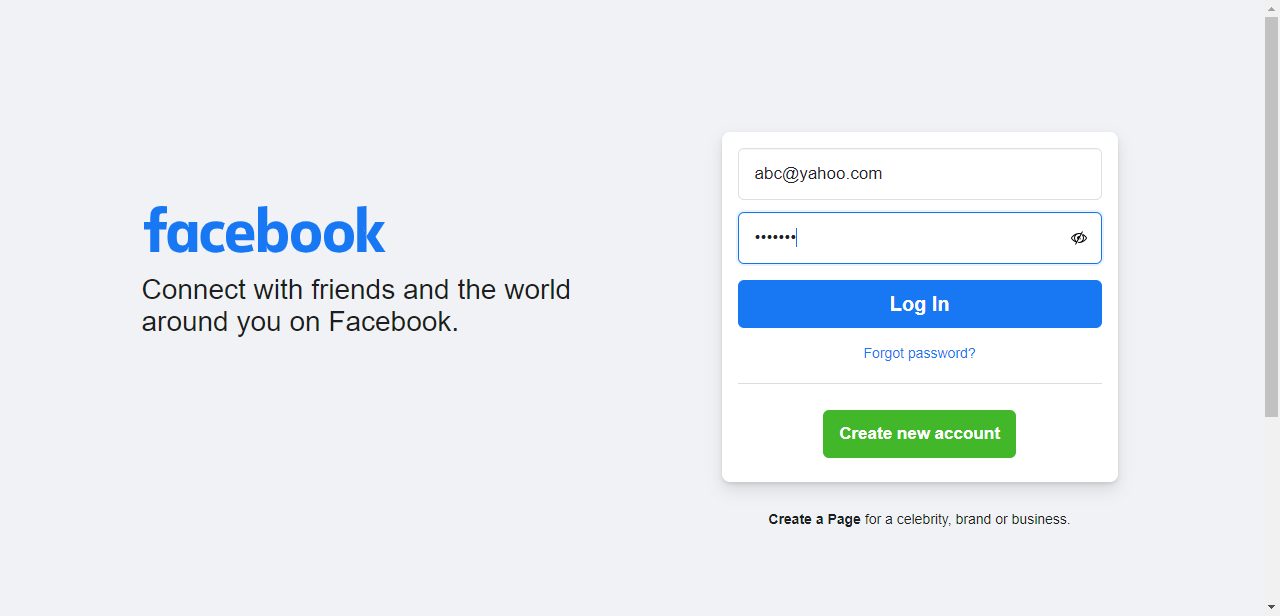 facebook
Connect with friends and the world
around you on Facebook.
abc@yahoo.com
•••••••
Log In
Forgot password?
Create new account
Create a Page for a celebrity, brand or business.